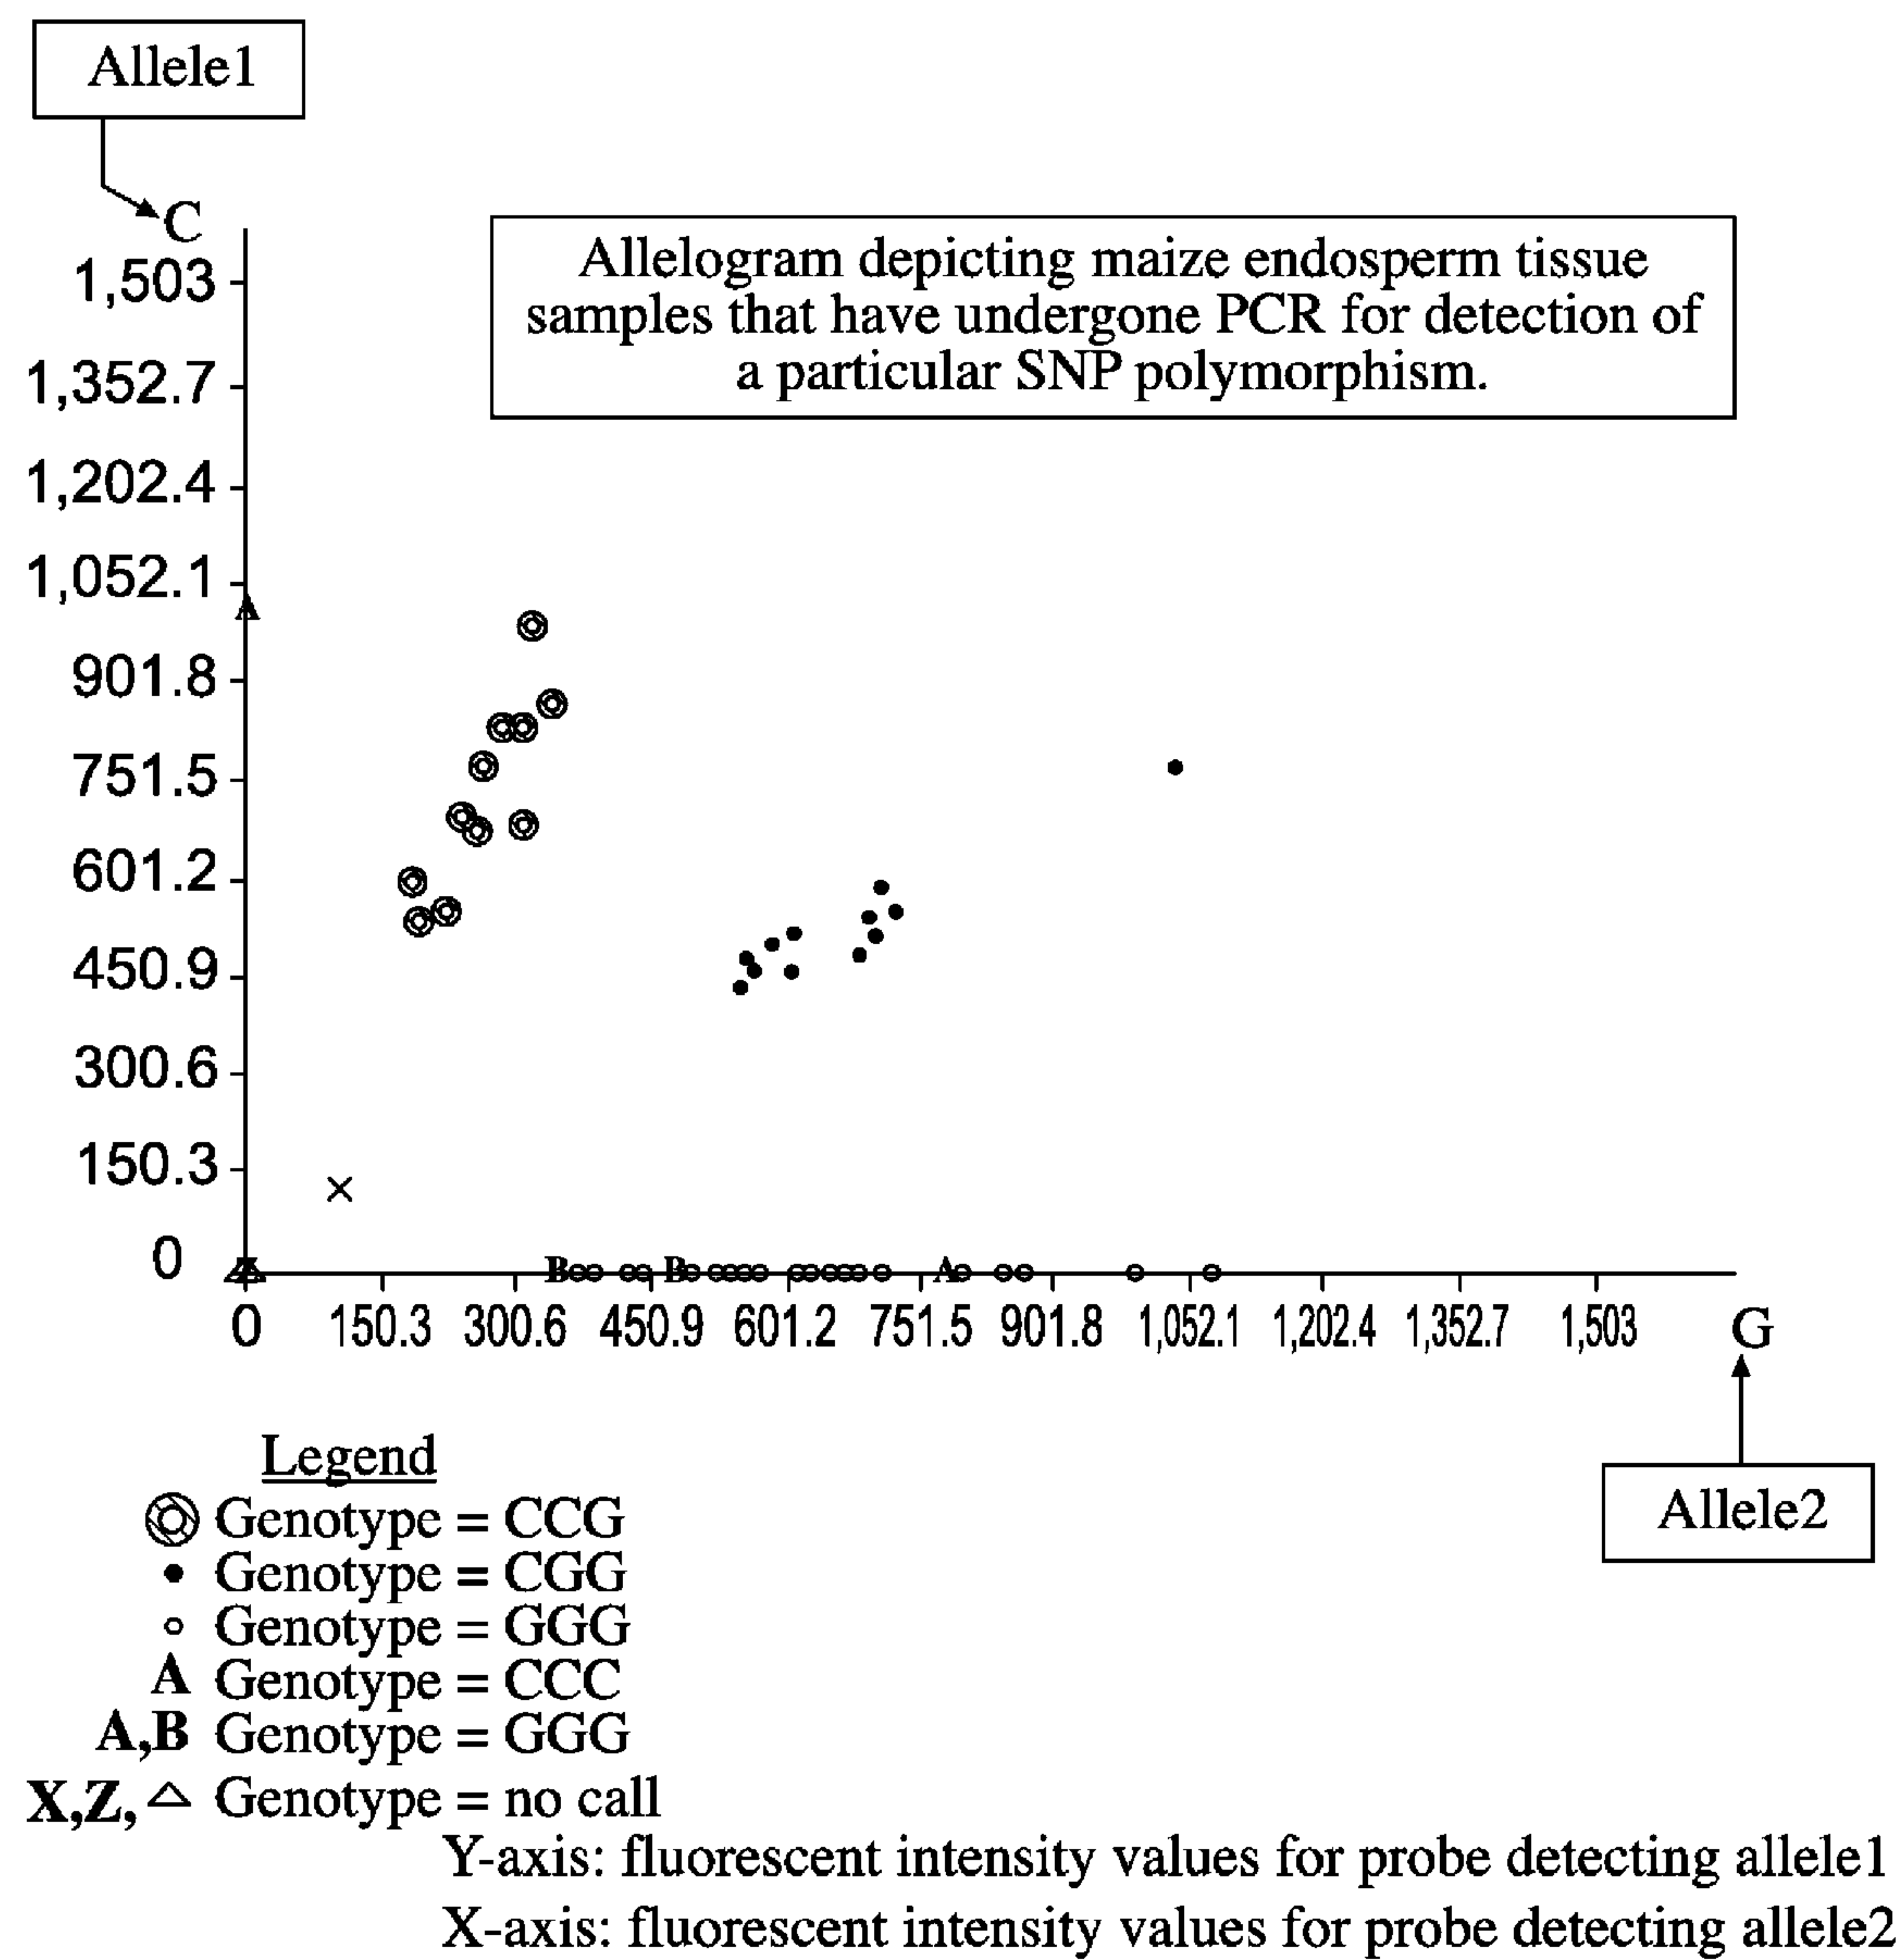 Allele1
C
Allelogram depicting maize endosperm tissue
samples that have undergone PCR for detection of
a particular SNP polymorphism.
1,503
1,352.7
1,202.4
1,052.1
A
901.8
751.5
601.2
450.9
300.6
150.3
X
0
Z B B A
0 150.3 300.6 450.9 601.2 751.5 901.8 1,052.1 1,202.4 1,352.7 1,503 G
Allele2
Legend
Genotype = CCG
Genotype = CGG
Genotype = GGG
A Genotype = CCC
A,B Genotype = GGG
X,Z, Genotype = no call
Y-axis: fluorescent intensity values for probe detecting allele1
X-axis: fluorescent intensity values for probe detecting allele2